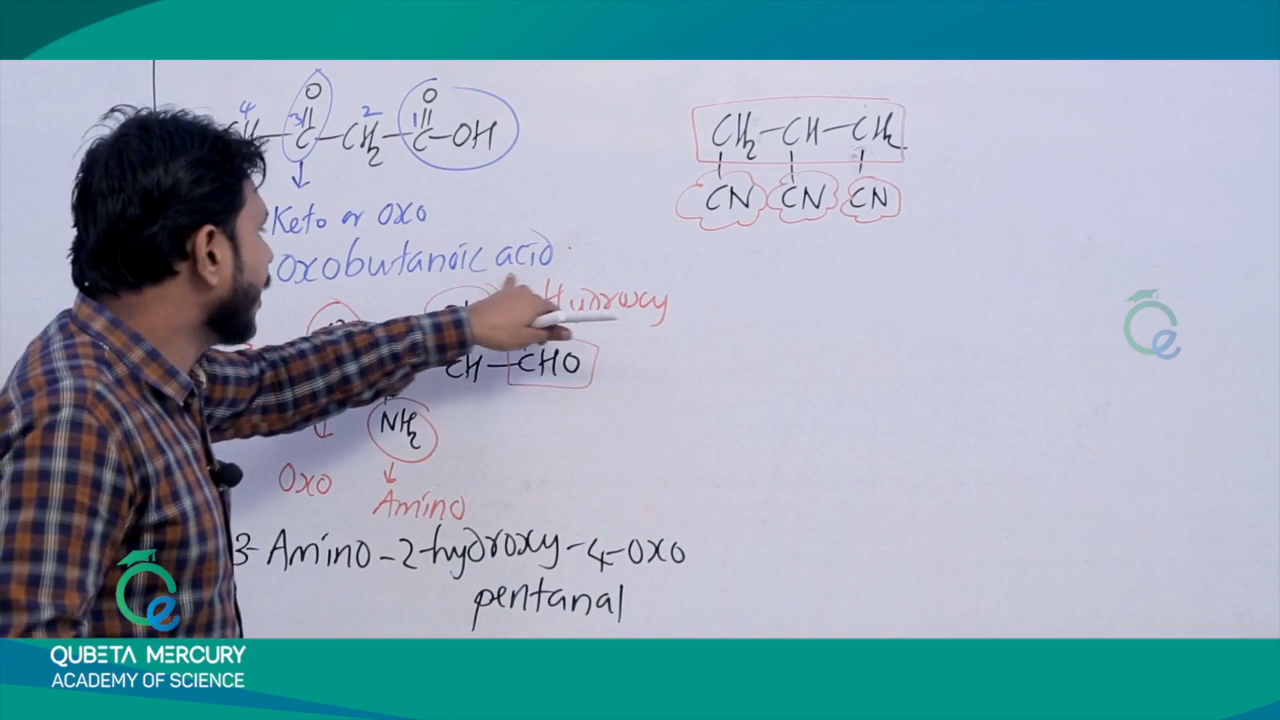 O O
4 3 2 1
C — CH2 — C — OH
Keto or oxo
oxobutanoic acid
CH2 — CH — CH2
CN CN CN
Hydroxy
CH — CHO
NH2
Oxo
Amino
3-Amino-2-hydroxy-4-oxo
pentanal
QUBETA MERCURY
ACADEMY OF SCIENCE